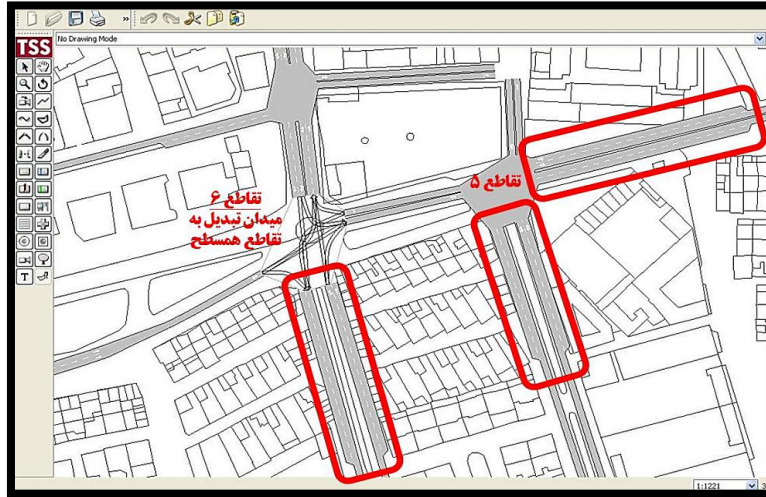 No Drawing Mode
TSS
تقاطع ۵
تقاطع ۶
میدان تبدیل به
تقاطع همسطح
1:1221